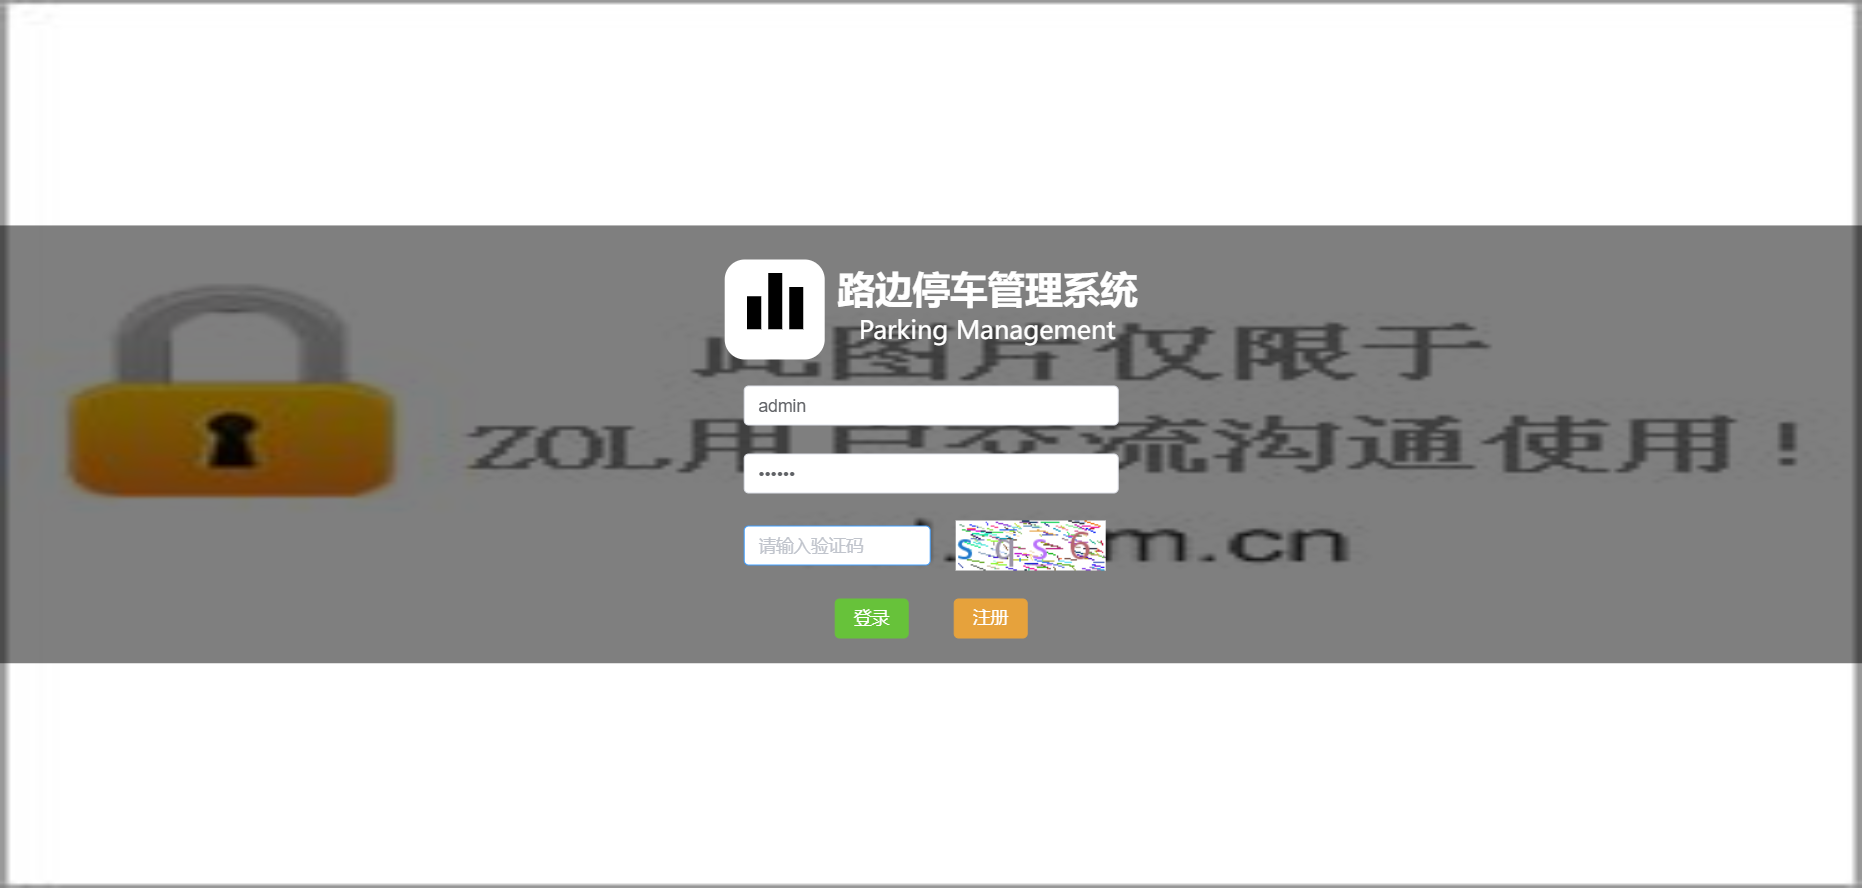 路边停车管理系统
Parking Management
此图片仅限于
admin
ZOL用户交流沟通使用！
••••••
请输入验证码
sqs6
m.cn
登录
注册